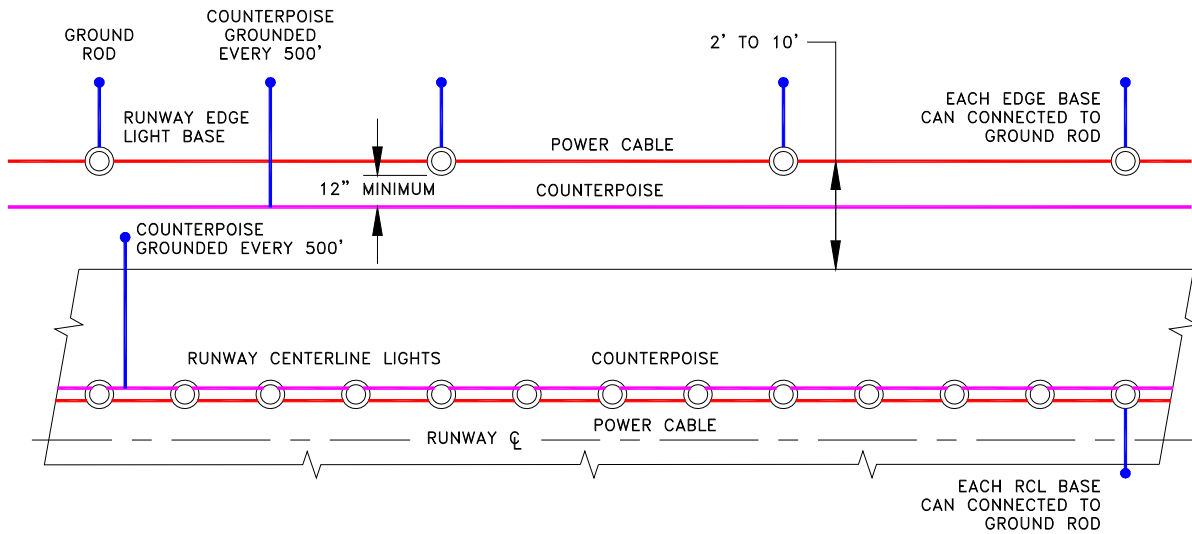 COUNTERPOISE
GROUNDED
EVERY 500'
GROUND
ROD
2' TO 10'
RUNWAY EDGE
LIGHT BASE
EACH EDGE BASE
CAN CONNECTED TO
GROUND ROD
POWER CABLE
12” MINIMUM
COUNTERPOISE
COUNTERPOISE
GROUNDED EVERY 500'
RUNWAY CENTERLINE LIGHTS
COUNTERPOISE
POWER CABLE
RUNWAY ℄
EACH RCL BASE
CAN CONNECTED TO
GROUND ROD